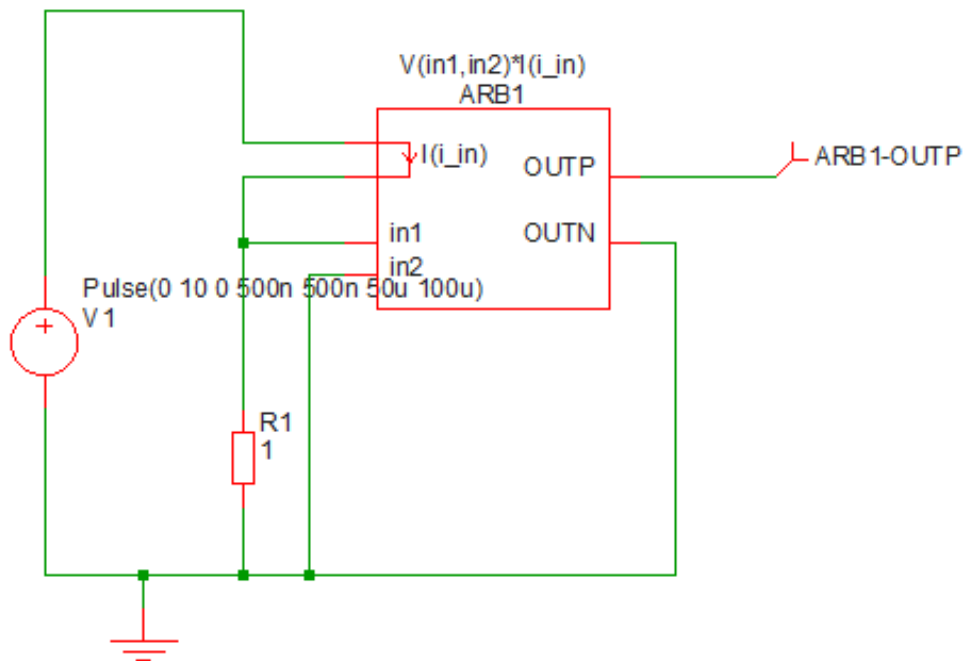 V(in1,in2)*I(i_in)
ARB1
I(i_in)
OUTP
ARB1-OUTP
in1
OUTN
in2
Pulse(0 10 0 500n 500n 50u 100u)
V1
+
R1
1